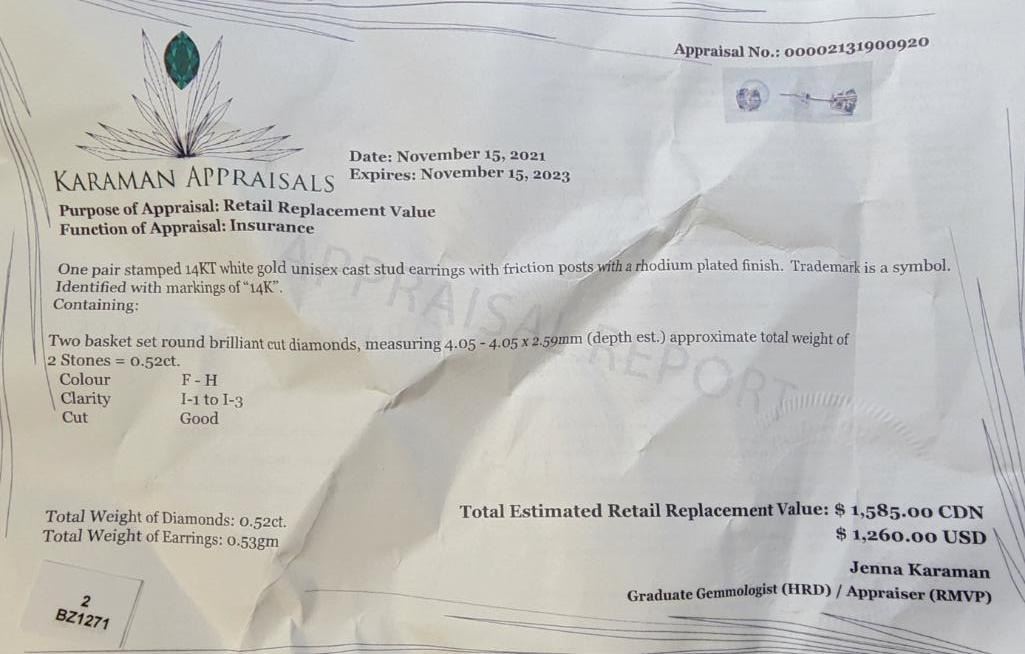 Appraisal No.: 00002131900920
KARAMAN APPRAISALS
Date: November 15, 2021
Expires: November 15, 2023
Purpose of Appraisal: Retail Replacement Value
Function of Appraisal: Insurance
One pair stamped 14KT white gold unisex cast stud earrings with friction posts with a rhodium plated finish. Trademark is a symbol.
Identified with markings of "14K".
Containing:
APPRAISAL REPORT
Two basket set round brilliant cut diamonds, measuring 4.05 - 4.05 x 2.59mm (depth est.) approximate total weight of
2 Stones = 0.52ct.
Colour F - H
Clarity I-1 to I-3
Cut Good
Total Weight of Diamonds: 0.52ct.
Total Weight of Earrings: 0.53gm
Total Estimated Retail Replacement Value: $ 1,585.00 CDN
$ 1,260.00 USD
Jenna Karaman
Graduate Gemmologist (HRD) / Appraiser (RMVP)
2
BZ1271